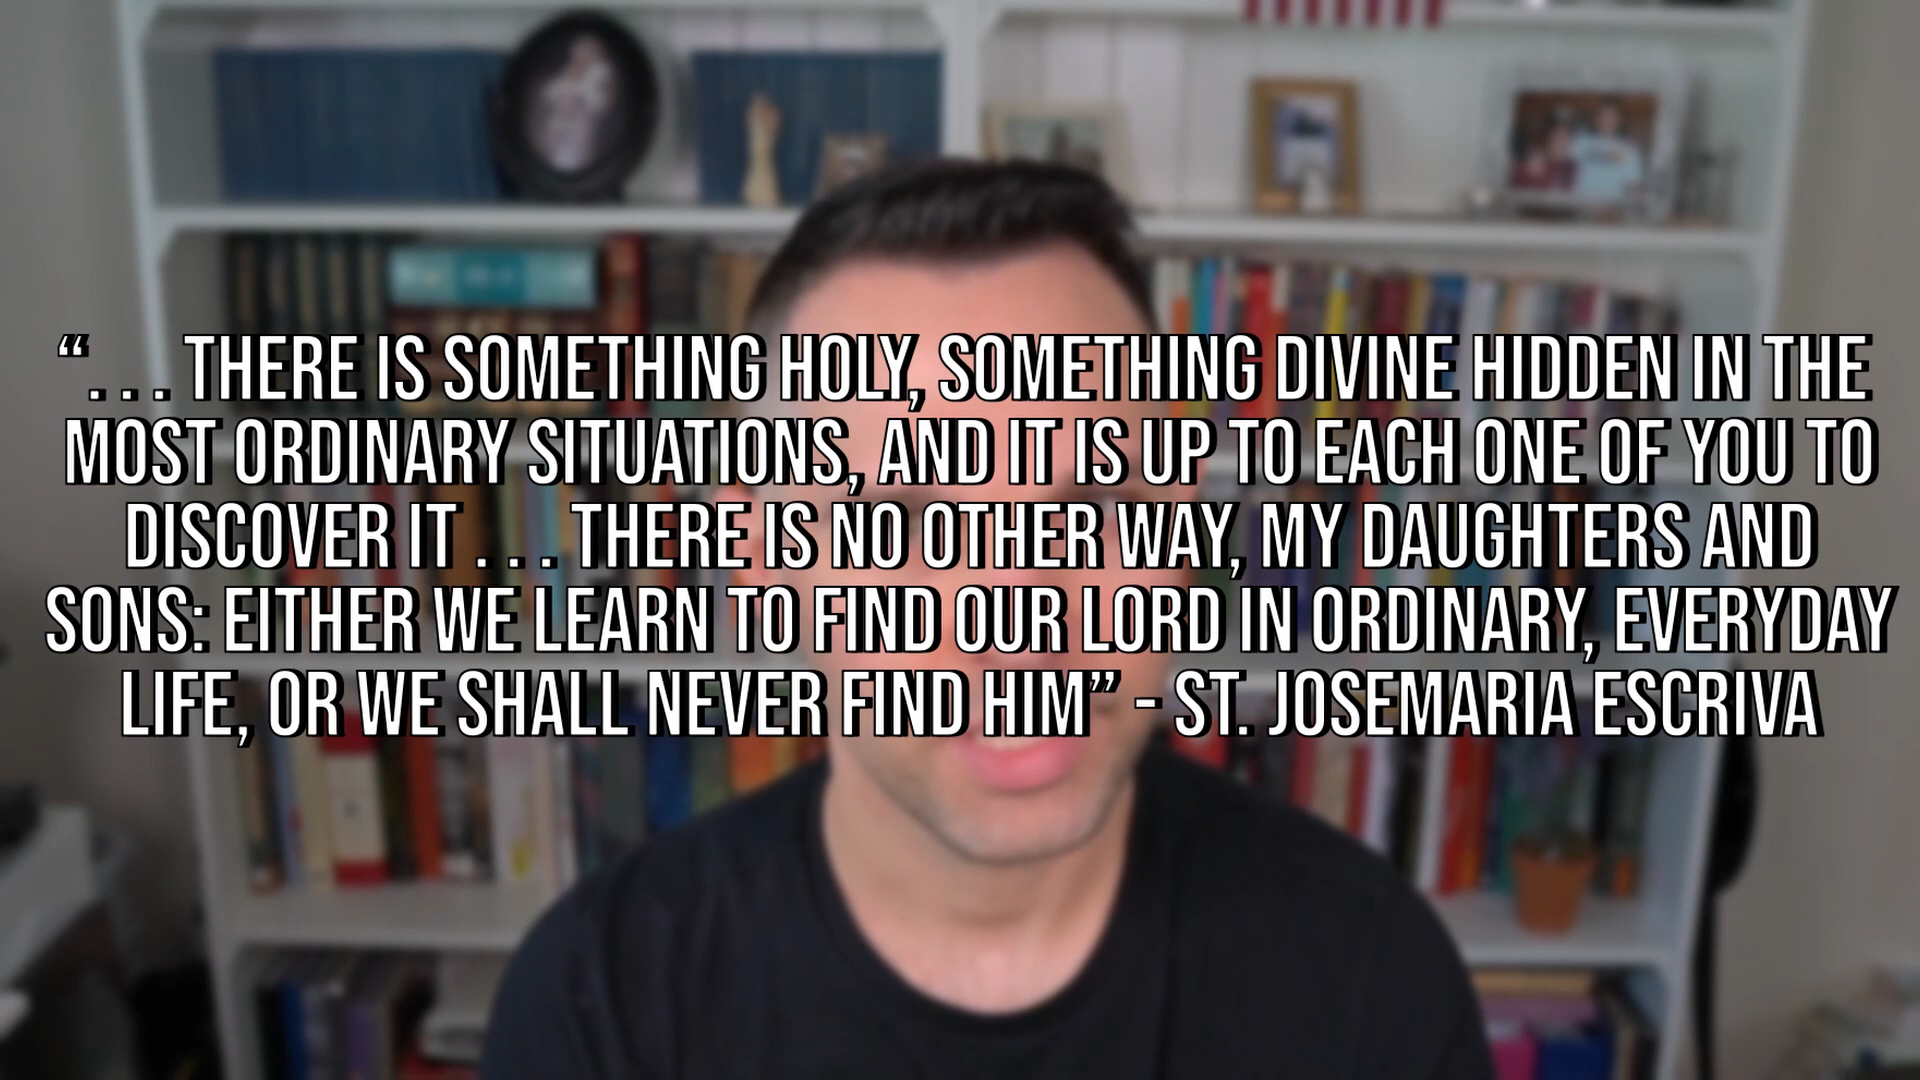 “. . . THERE IS SOMETHING HOLY, SOMETHING DIVINE HIDDEN IN THE
MOST ORDINARY SITUATIONS, AND IT IS UP TO EACH ONE OF YOU TO
DISCOVER IT . . . THERE IS NO OTHER WAY, MY DAUGHTERS AND
SONS: EITHER WE LEARN TO FIND OUR LORD IN ORDINARY, EVERYDAY
LIFE, OR WE SHALL NEVER FIND HIM” - ST. JOSEMARIA ESCRIVA